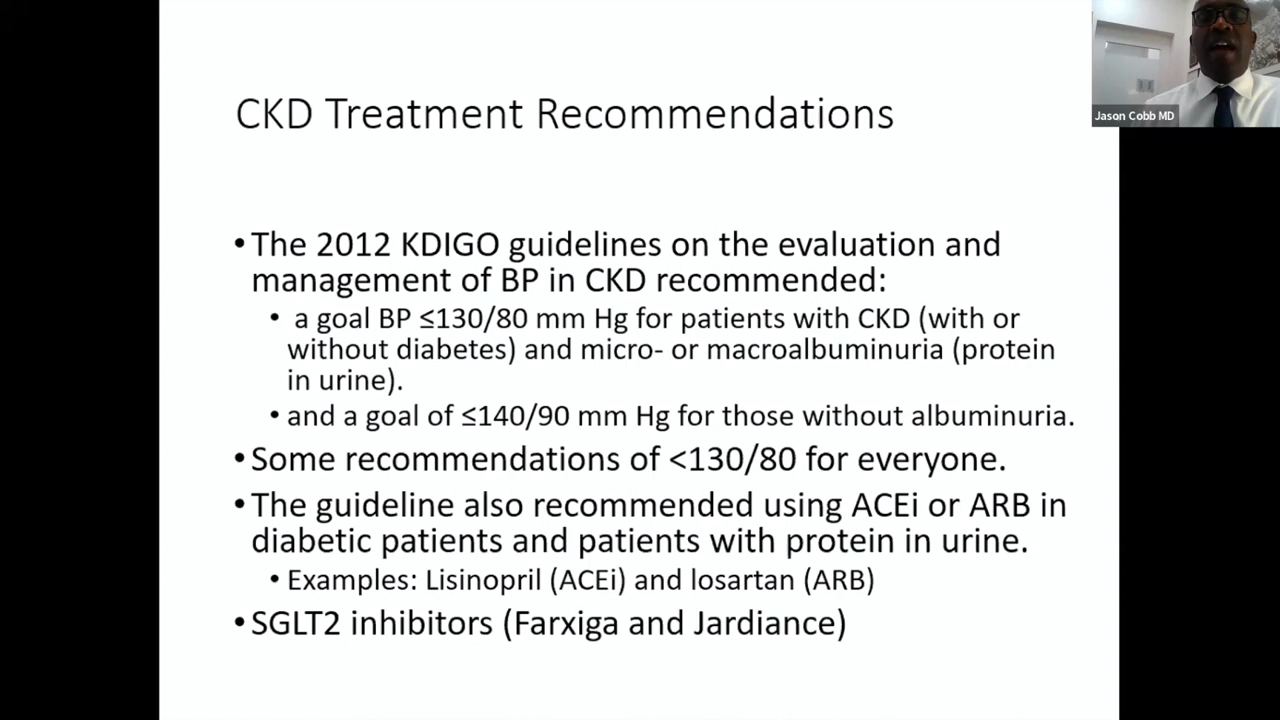 CKD Treatment Recommendations
Jason Cobb MD
• The 2012 KDIGO guidelines on the evaluation and
management of BP in CKD recommended:
• a goal BP ≤130/80 mm Hg for patients with CKD (with or
without diabetes) and micro- or macroalbuminuria (protein
in urine).
• and a goal of ≤140/90 mm Hg for those without albuminuria.
• Some recommendations of <130/80 for everyone.
• The guideline also recommended using ACEi or ARB in
diabetic patients and patients with protein in urine.
• Examples: Lisinopril (ACEi) and losartan (ARB)
• SGLT2 inhibitors (Farxiga and Jardiance)